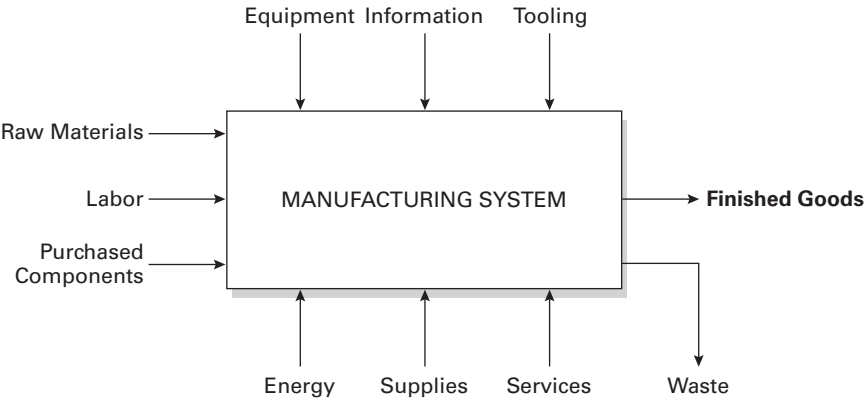 Equipment Information Tooling
Raw Materials
Labor
MANUFACTURING SYSTEM
Finished Goods
Purchased
Components
Energy Supplies Services Waste